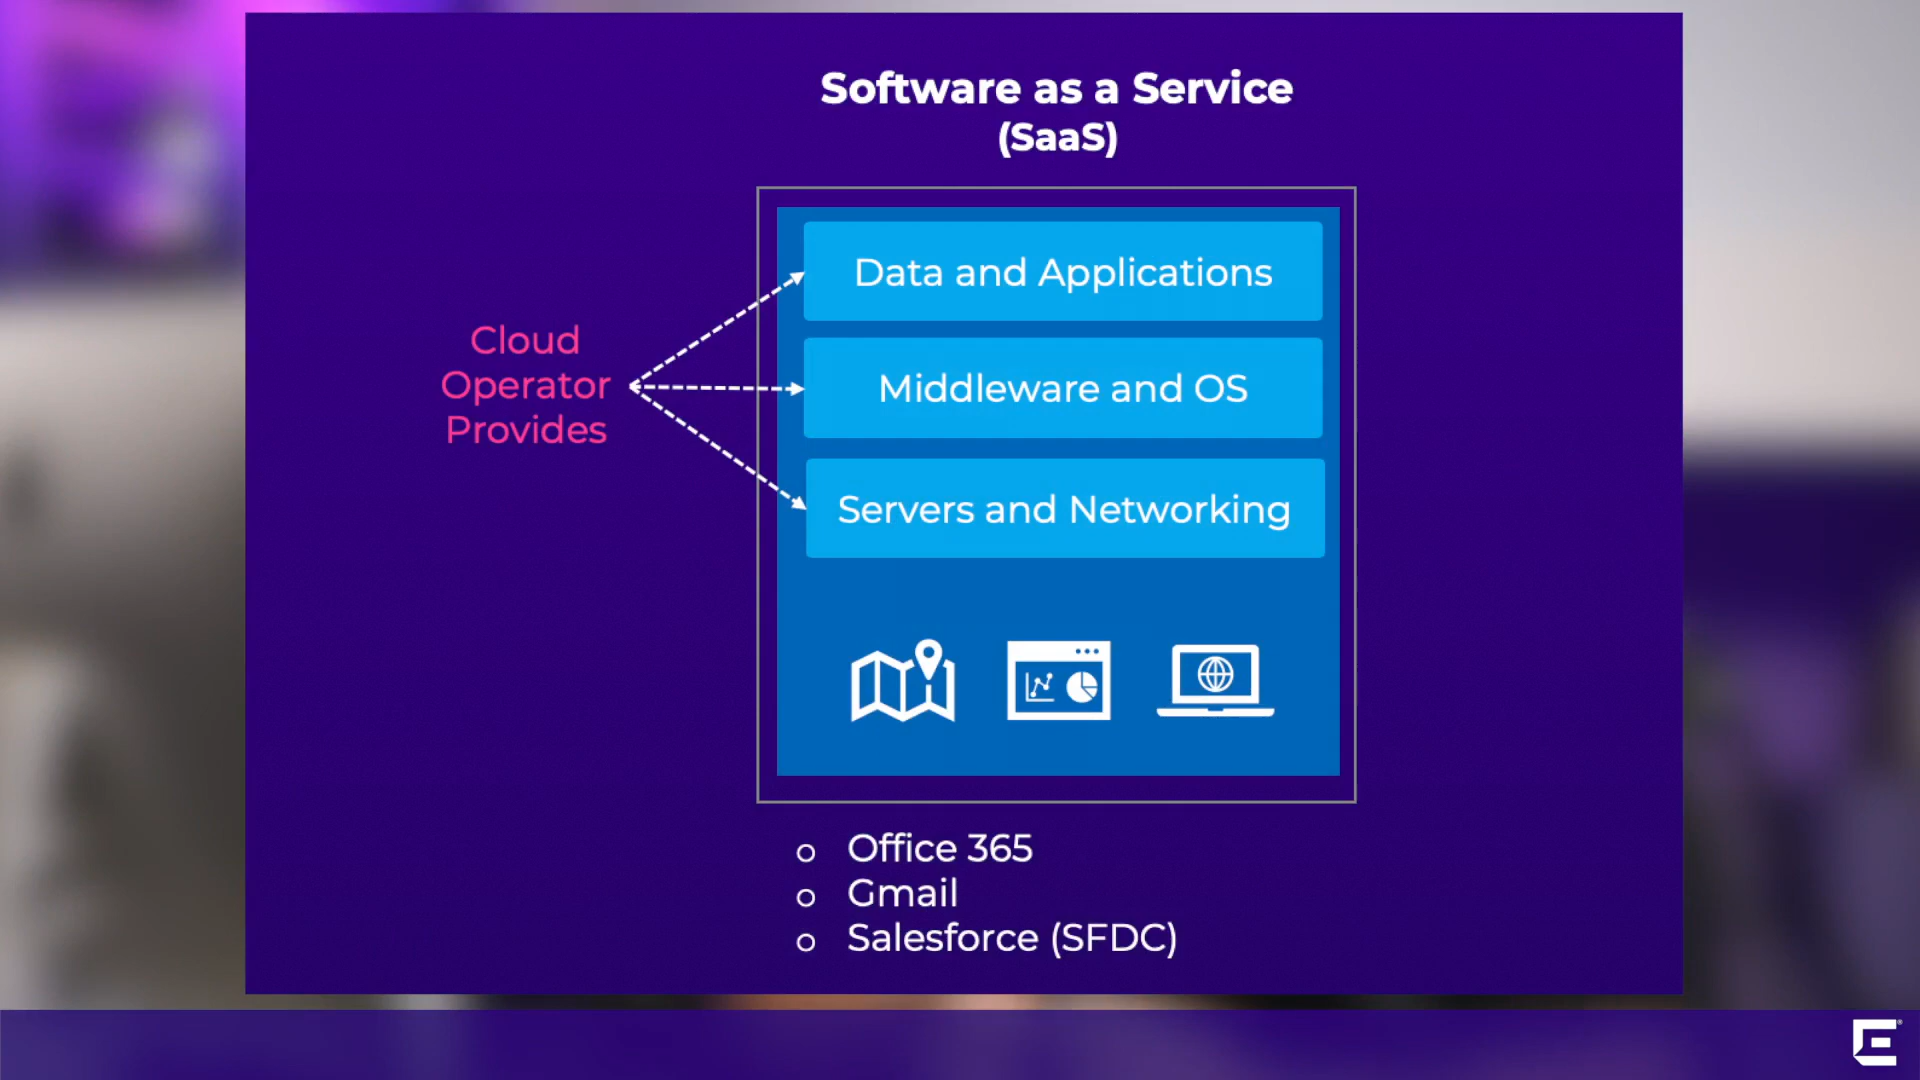 Software as a Service
(SaaS)
Cloud
Operator
Provides
Data and Applications
Middleware and OS
Servers and Networking
o Office 365
o Gmail
o Salesforce (SFDC)